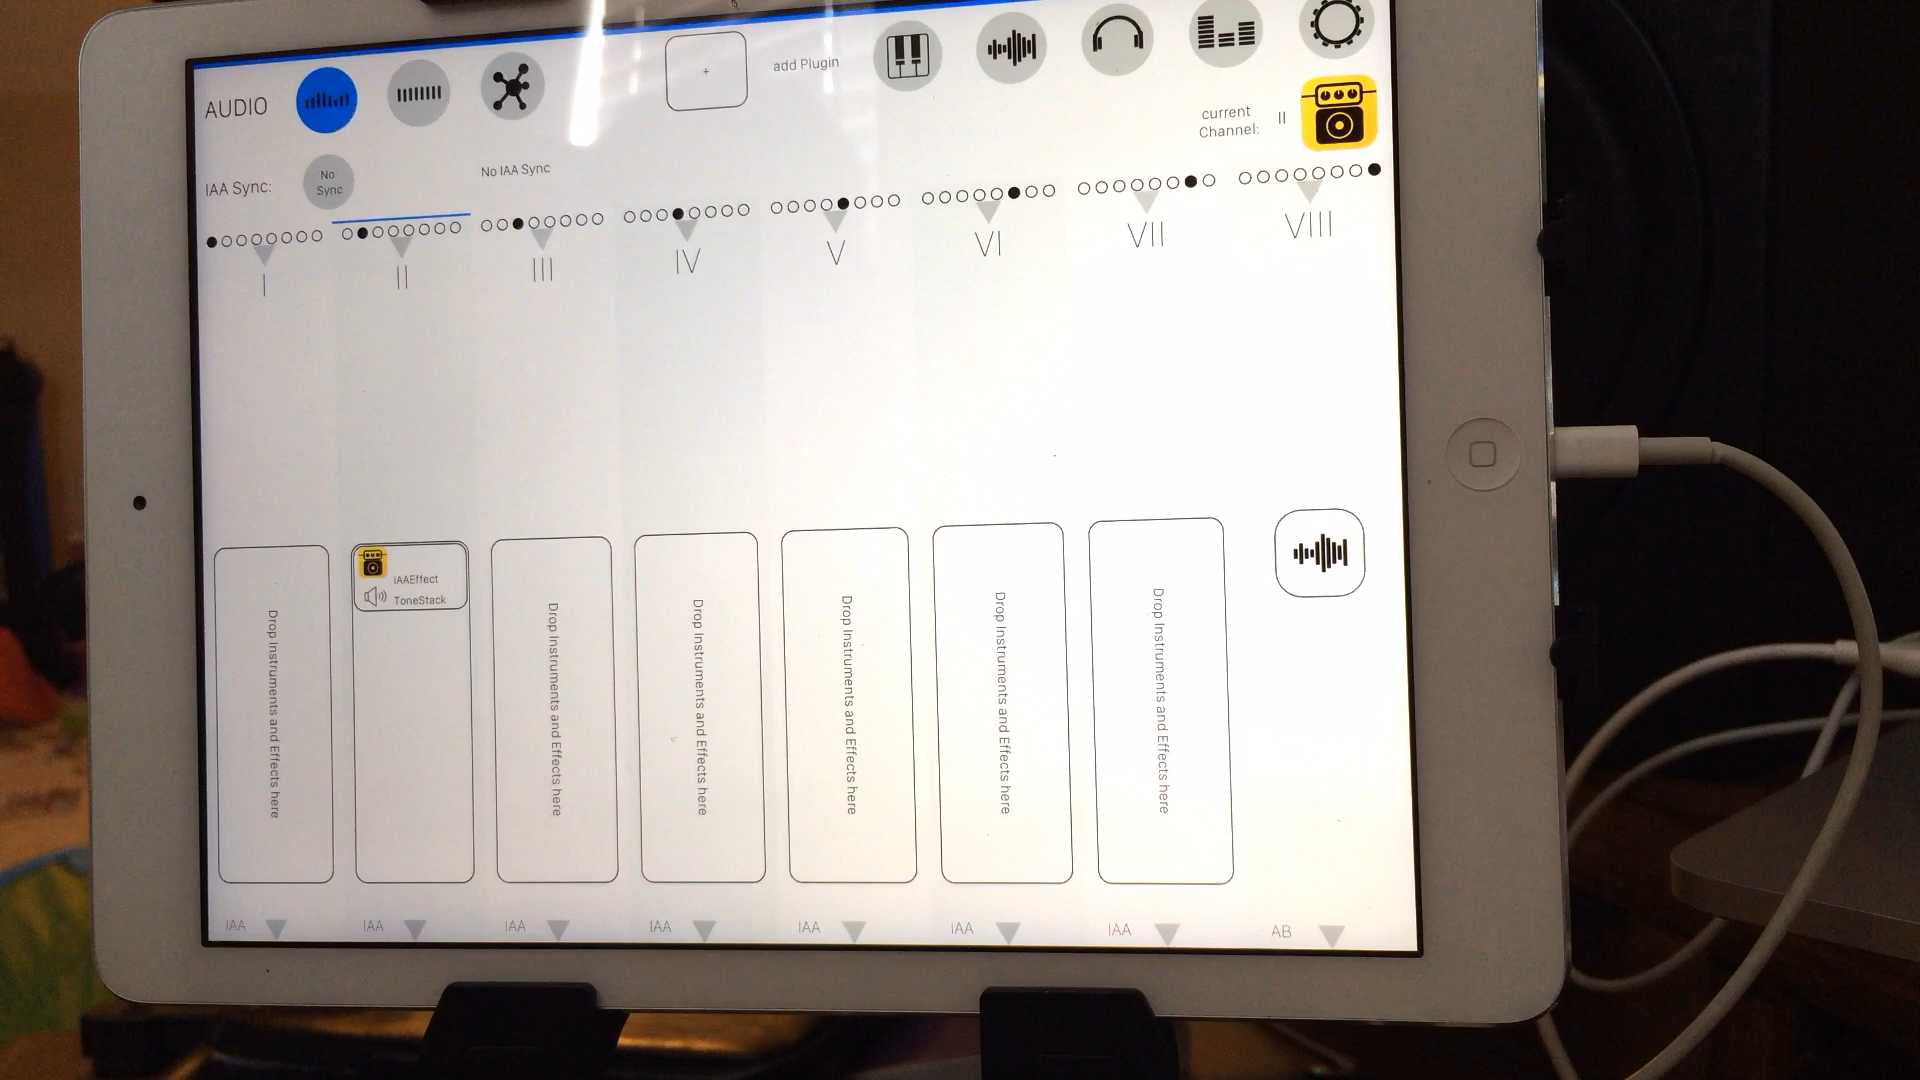 AUDIO
+
add Plugin
current
Channel:
II
IAA Sync:
No
Sync
No IAA Sync
I
II
III
IV
V
VI
VII
VIII
Drop Instruments and Effects here
IAAEffect
ToneStack
Drop Instruments and Effects here
Drop Instruments and Effects here
Drop Instruments and Effects here
Drop Instruments and Effects here
Drop Instruments and Effects here
IAA
IAA
IAA
IAA
IAA
IAA
IAA
AB